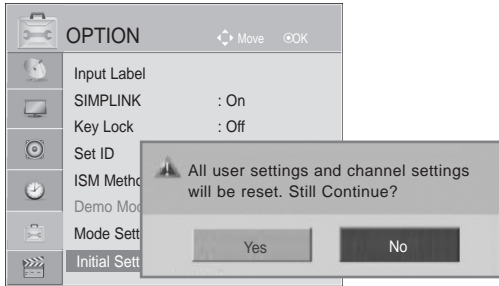 OPTION
Move OK
Input Label
SIMPLINK : On
Key Lock : Off
Set ID
ISM Metho
Demo Mod
Mode Sett
Initial Sett
All user settings and channel settings
will be reset. Still Continue?
Yes No